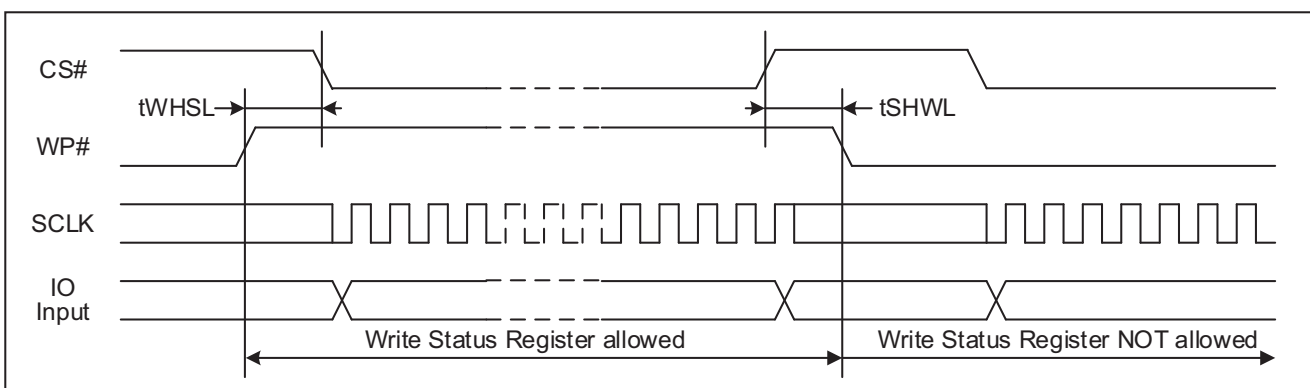 CS#
tWHSL
tSHWL
WP#
SCLK
IO
Input
Write Status Register allowed
Write Status Register NOT allowed